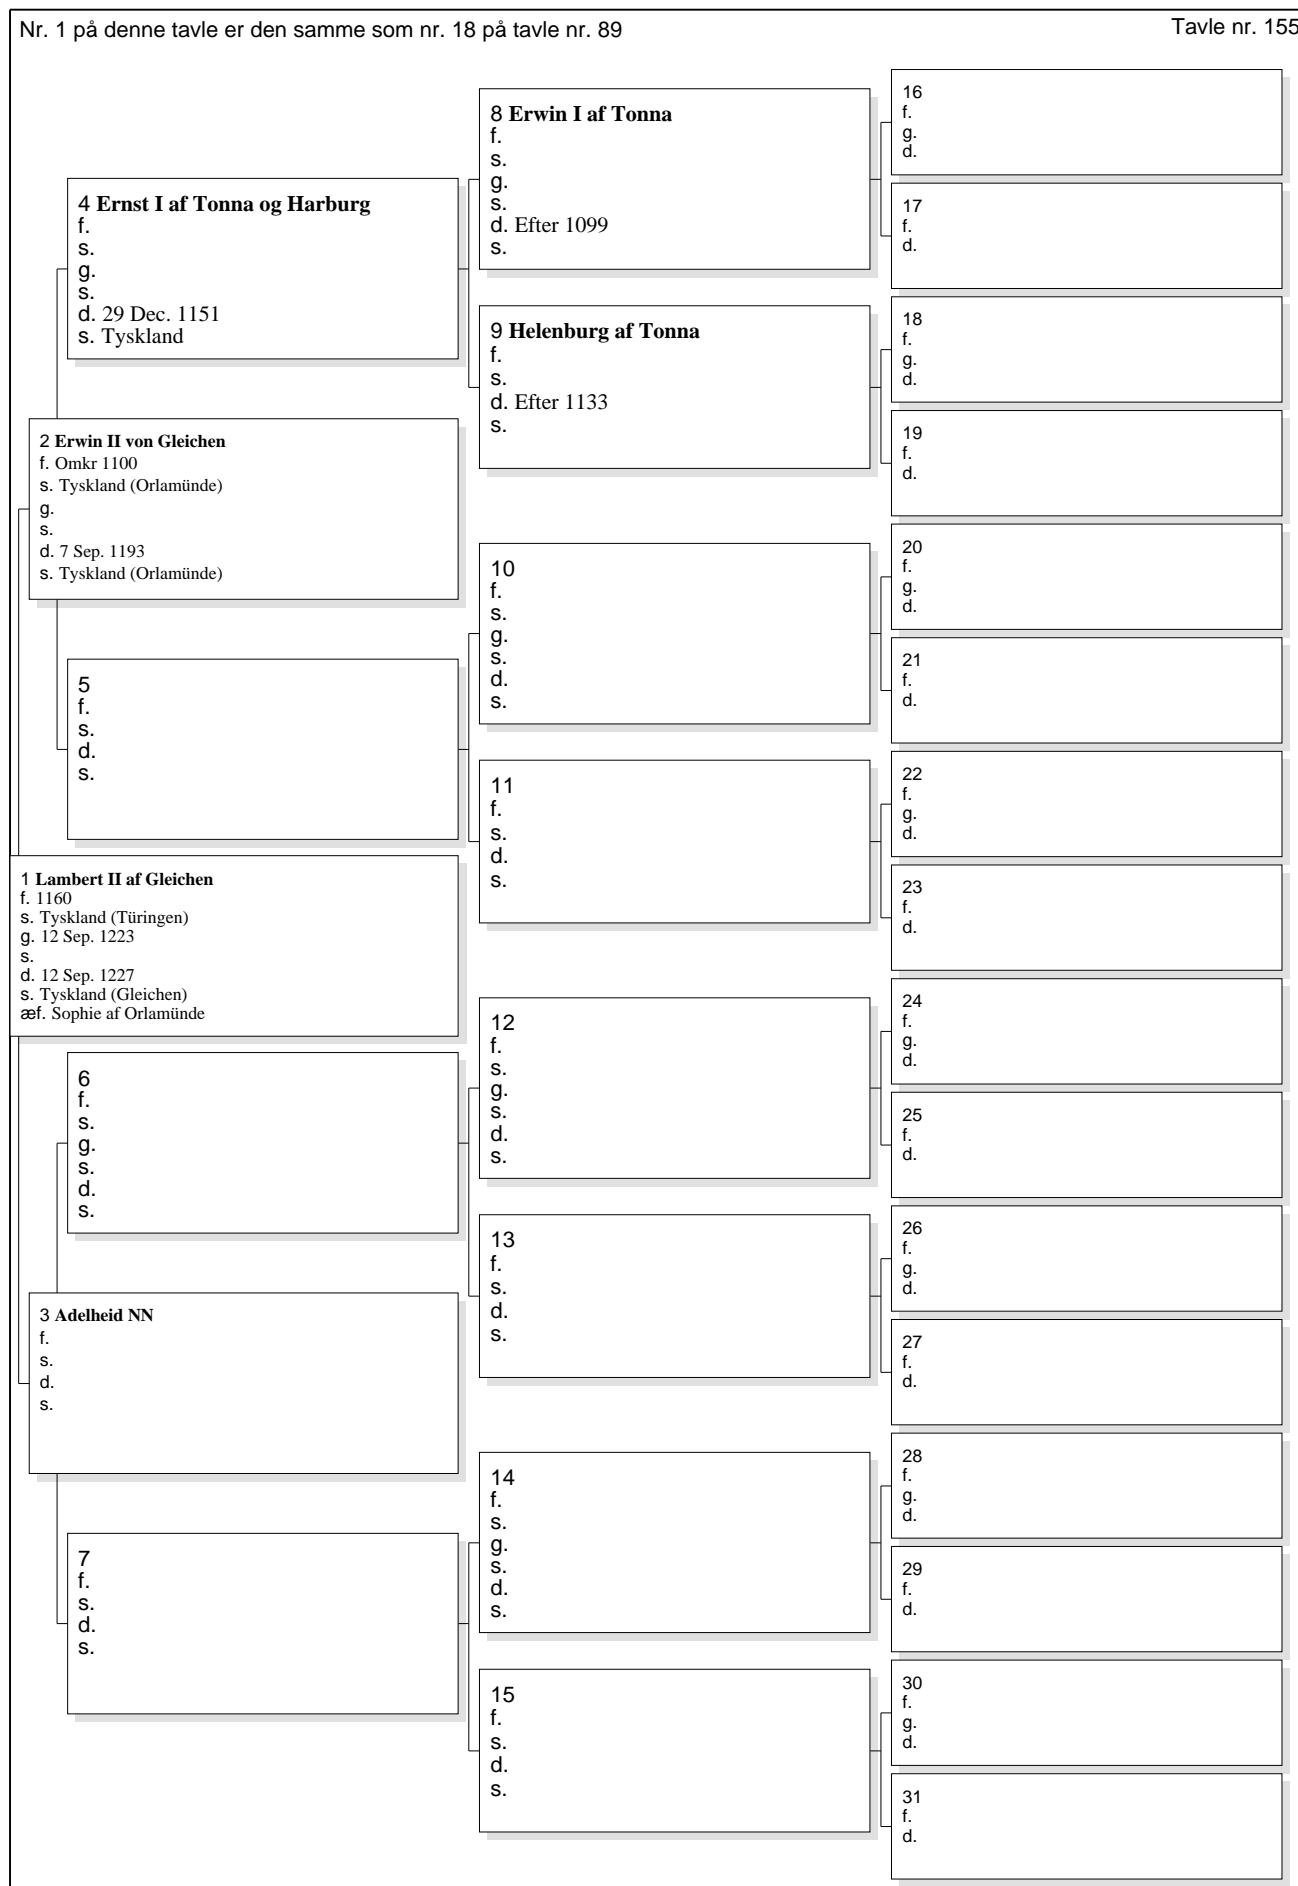 Nr. 1 på denne tavle er den samme som nr. 18 på tavle nr. 89
Tavle nr. 155
8 Erwin I af Tonna
f.
s.
g.
s.
d. Efter 1099
s.
4 Ernst I af Tonna og Harburg
f.
s.
g.
s.
d. 29 Dec. 1151
s. Tyskland
9 Helenburg af Tonna
f.
s.
d. Efter 1133
s.
2 Erwin II von Gleichen
f. Omkr 1100
s. Tyskland (Orlamünde)
g.
s.
d. 7 Sep. 1193
s. Tyskland (Orlamünde)
10
f.
s.
g.
s.
d.
s.
5
f.
s.
d.
s.
11
f.
s.
d.
s.
1 Lambert II af Gleichen
f. 1160
s. Tyskland (Türingen)
g. 12 Sep. 1223
s.
d. 12 Sep. 1227
s. Tyskland (Gleichen)
æf. Sophie af Orlamünde
12
f.
s.
g.
s.
d.
s.
6
f.
s.
g.
s.
d.
s.
13
f.
s.
d.
s.
3 Adelheid NN
f.
s.
d.
s.
14
f.
s.
g.
s.
d.
s.
7
f.
s.
d.
s.
15
f.
s.
d.
s.
16
f.
g.
d.
17
f.
d.
18
f.
g.
d.
19
f.
d.
20
f.
g.
d.
21
f.
d.
22
f.
g.
d.
23
f.
d.
24
f.
g.
d.
25
f.
d.
26
f.
g.
d.
27
f.
d.
28
f.
g.
d.
29
f.
d.
30
f.
g.
d.
31
f.
d.